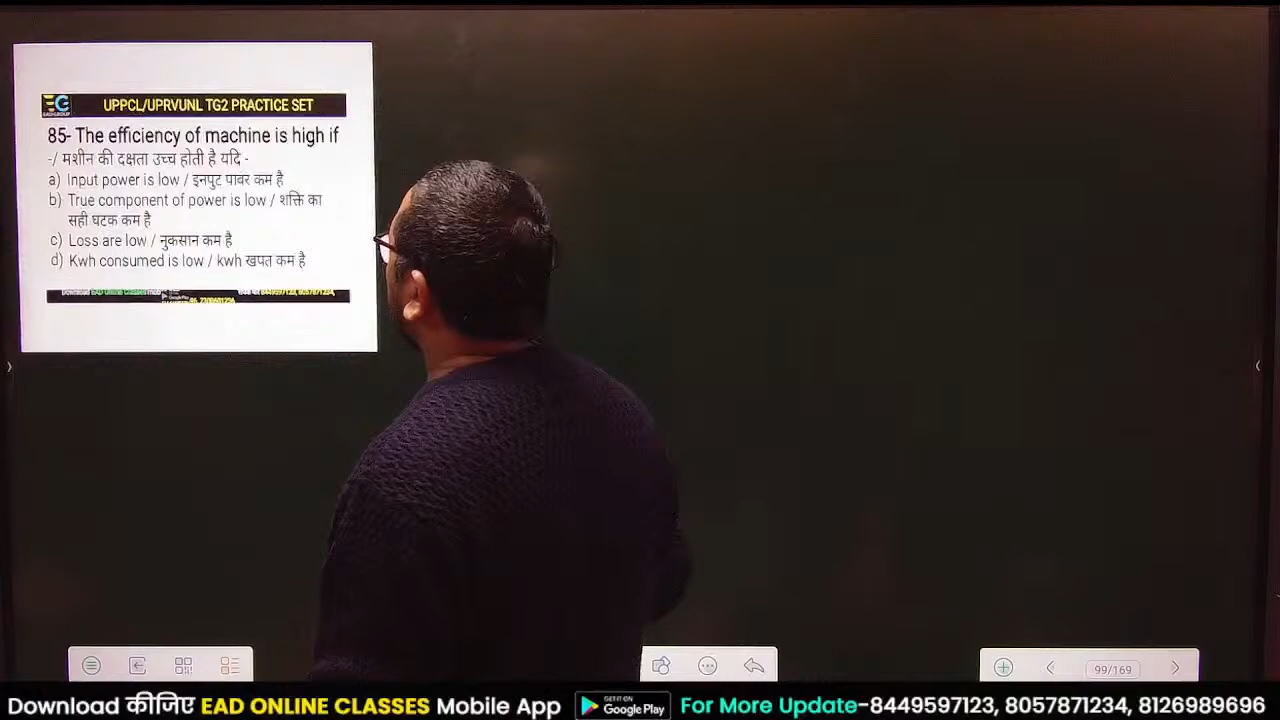 UPPCL/UPRVUNL TG2 PRACTICE SET
85- The efficiency of machine is high if
-/ मशीन की दक्षता उच्च होती है यदि -
a) Input power is low / इनपुट पावर कम है
b) True component of power is low / शक्ति का
सही घटक कम है
c) Loss are low / नुकसान कम है
d) Kwh consumed is low / kwh खपत कम है
99/169
Download कीजिए EAD ONLINE CLASSES Mobile App
GET IT ON
Google Play
For More Update-8449597123, 8057871234, 8126989696